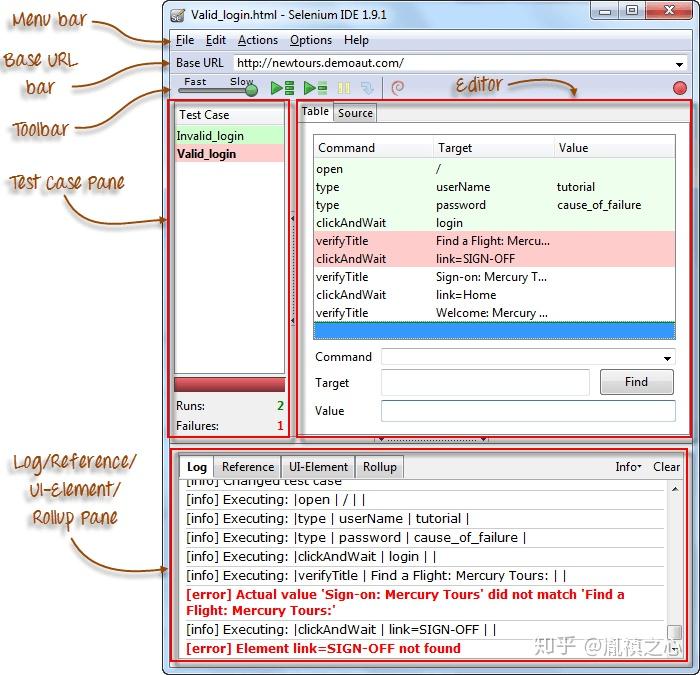 Menu bar
Base URL
bar
Toolbar
Test Case Pane
Log/Reference/
UI-Element/
Rollup Pane
Editor
Valid_login.html - Selenium IDE 1.9.1
File Edit Actions Options Help
Base URL http://newtours.demoaut.com/
Fast Slow
Test Case
Invalid_login
Valid_login
Runs: 2
Failures: 1
Table Source
Command Target Value
open /
type userName tutorial
type password cause_of_failure
clickAndWait login
verifyTitle Find a Flight: Mercu...
clickAndWait link=SIGN-OFF
verifyTitle Sign-on: Mercury T...
clickAndWait link=Home
verifyTitle Welcome: Mercury ...
Command
Target Find
Value
Log Reference UI-Element Rollup Info Clear
[info] Changed test case
[info] Executing: |open | / | |
[info] Executing: |type | userName | tutorial |
[info] Executing: |type | password | cause_of_failure |
[info] Executing: |clickAndWait | login | |
[info] Executing: |verifyTitle | Find a Flight: Mercury Tours: | |
[error] Actual value 'Sign-on: Mercury Tours' did not match 'Find a
Flight: Mercury Tours:'
[info] Executing: |clickAndWait | link=SIGN-OFF | |
[error] Element link=SIGN-OFF not found
知乎 @胤禛之心